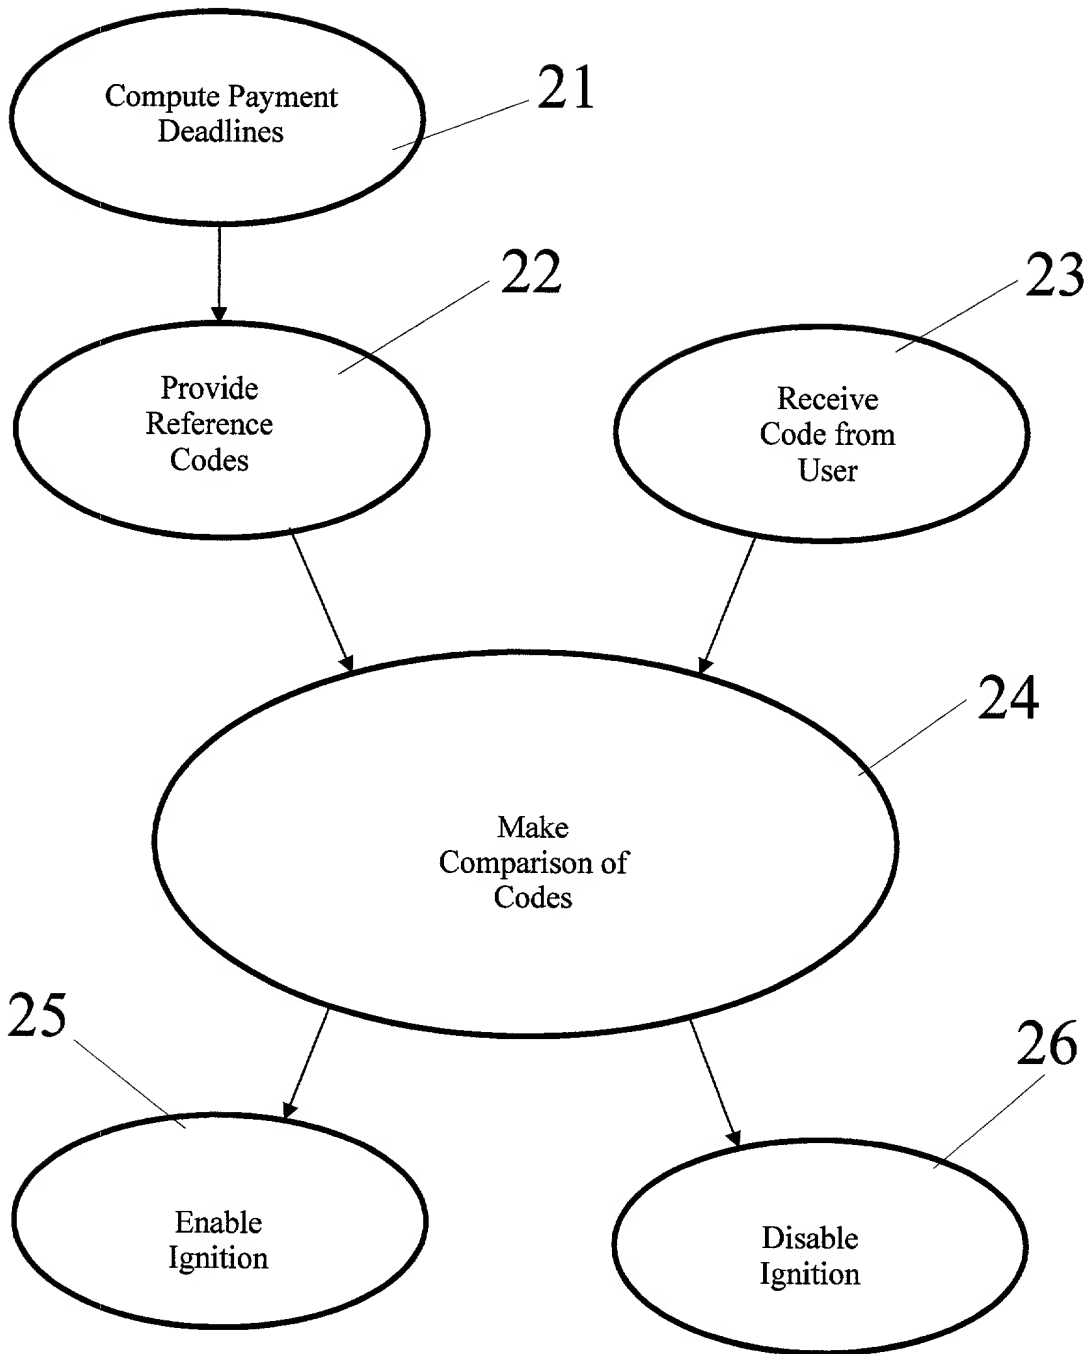 Compute Payment
Deadlines
21
22
Provide
Reference
Codes
23
Receive
Code from
User
24
Make
Comparison of
Codes
25
Enable
Ignition
26
Disable
Ignition